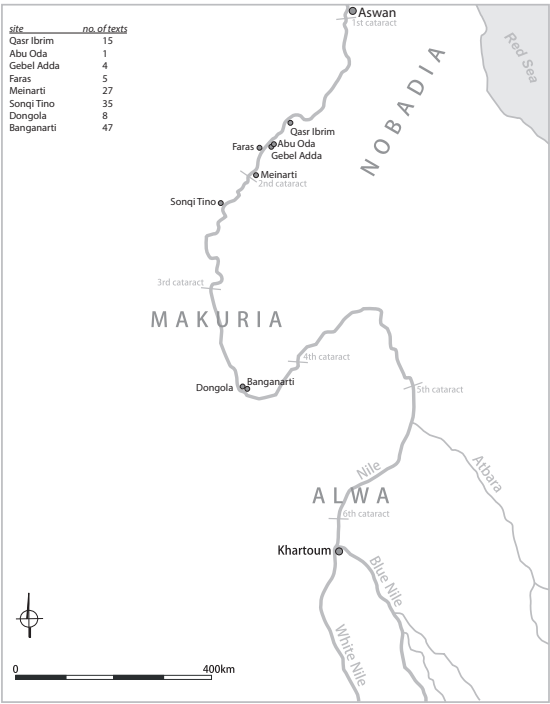 site no. of texts
Qasr Ibrim 15
Abu Oda 1
Gebel Adda 4
Faras 5
Meinarti 27
Sonqi Tino 35
Dongola 8
Banganarti 47
Aswan
1st cataract
Red Sea
NOBADIA
Qasr Ibrim
Faras
Abu Oda
Gebel Adda
Meinarti
2nd cataract
Sonqi Tino
3rd cataract
MAKURIA
4th cataract
Banganarti
Dongola
5th cataract
Nile
Atbara
ALWA
6th cataract
Khartoum
Blue Nile
White Nile
0 400km